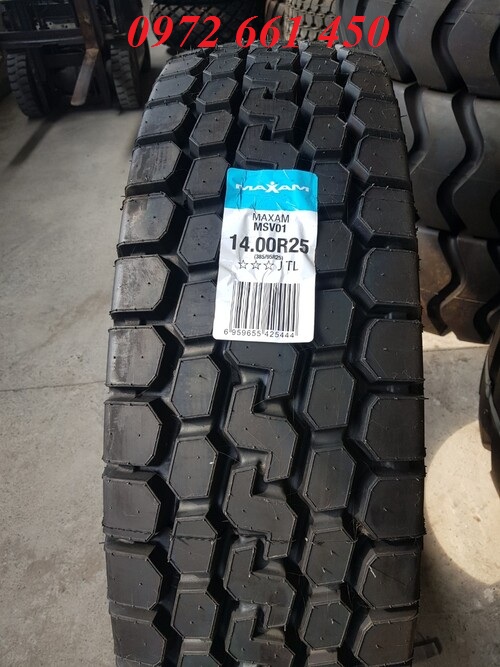 0972 661 450
MAXAM
MAXAM
MSV01
14.00R25
(385/95R25)
☆☆☆J TL
6 959655 425444